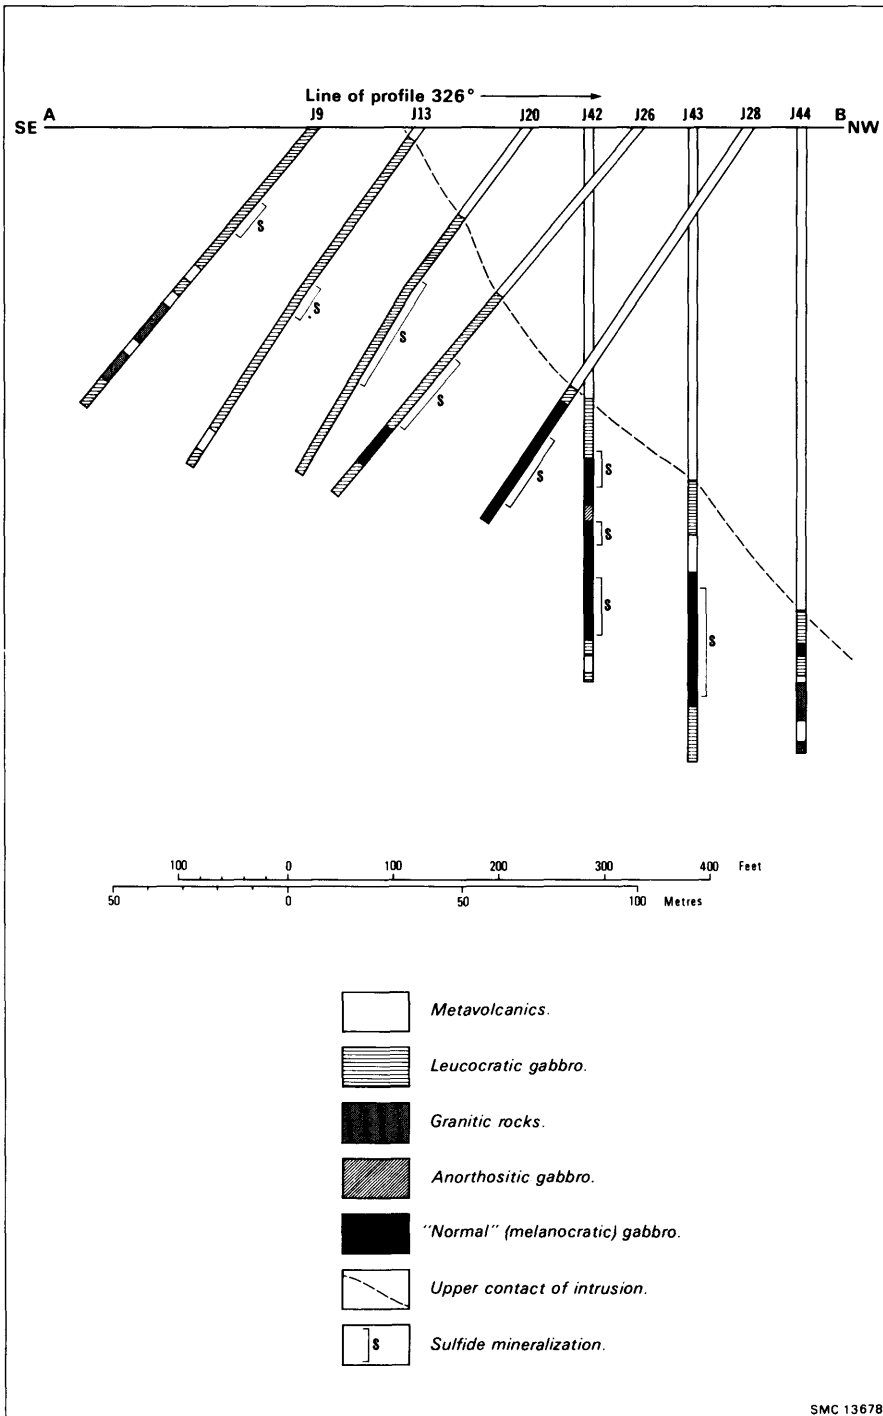 Line of profile 326°
SE A J9 J13 J20 J42 J26 J43 J28 J44 B NW
S
S
S
S
S
S
S
S
S
100 0 100 200 300 400 Feet
50 0 50 100 Metres
Metavolcanics.
Leucocratic gabbro.
Granitic rocks.
Anorthositic gabbro.
"Normal" (melanocratic) gabbro.
Upper contact of intrusion.
S Sulfide mineralization.
SMC 13678